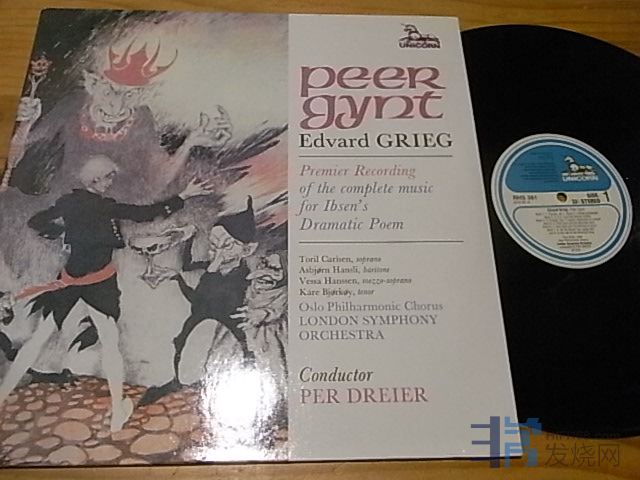 UNICORN
peer
gynt
Edvard GRIEG
Premier Recording
of the complete music
for Ibsen's
Dramatic Poem
Toril Carlsen, soprano
Asbjørn Hansli, baritone
Vessa Hanssen, mezzo-soprano
Kåre Bjørkøy, tenor
Oslo Philharmonic Chorus
LONDON SYMPHONY
ORCHESTRA
Conductor
PER DREIER
UNICORN
RHS 361
SIDE 1
STEREO
发烧网